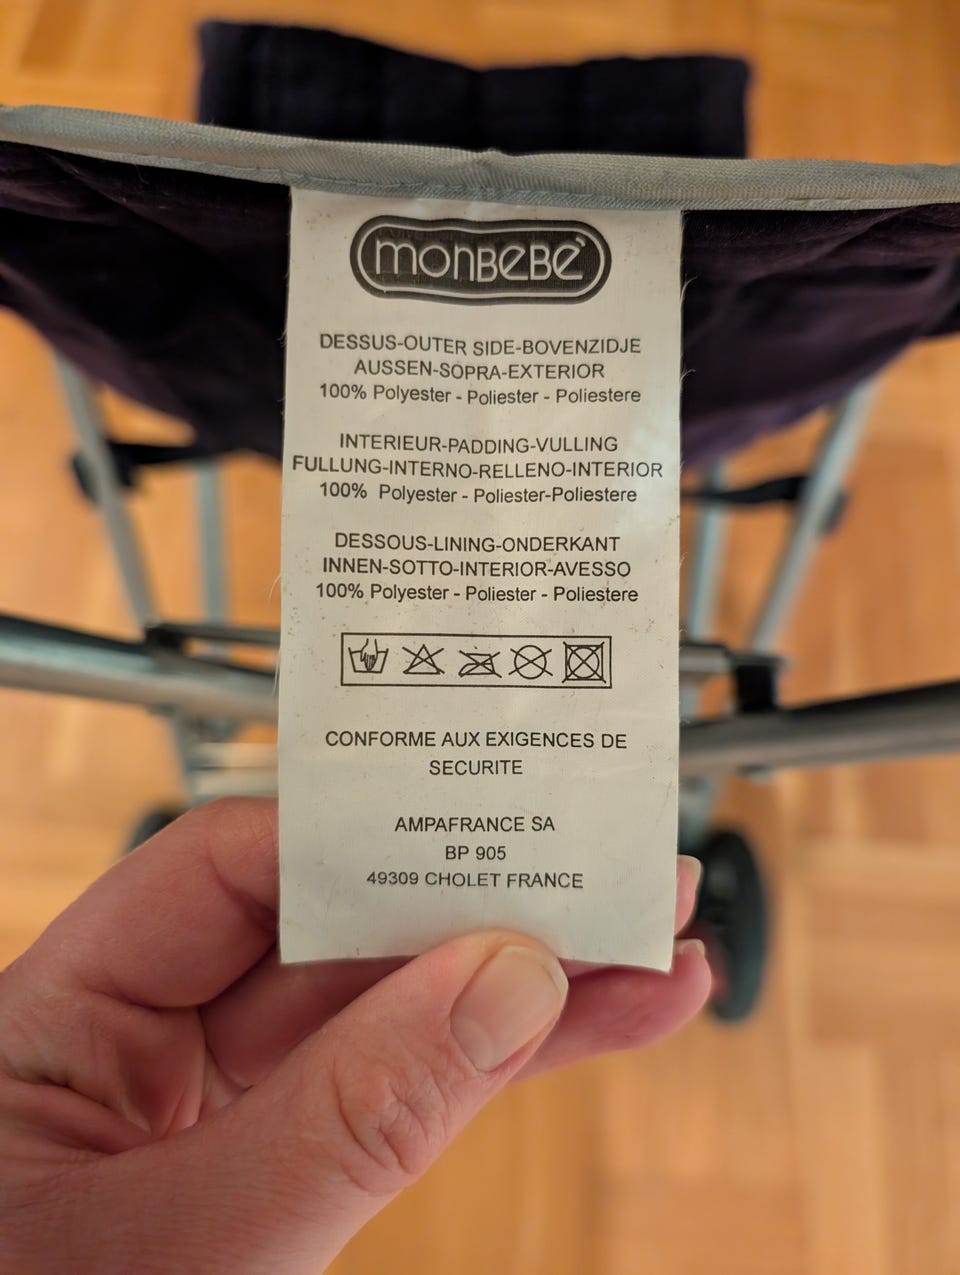 monbebé
DESSUS-OUTER SIDE-BOVENZIDJE
AUSSEN-SOPRA-EXTERIOR
100% Polyester - Poliester - Poliestere
INTERIEUR-PADDING-VULLING
FULLUNG-INTERNO-RELLENO-INTERIOR
100% Polyester - Poliester-Poliestere
DESSOUS-LINING-ONDERKANT
INNEN-SOTTO-INTERIOR-AVESSO
100% Polyester - Poliester - Poliestere
CONFORME AUX EXIGENCES DE
SECURITE
AMPAFRANCE SA
BP 905
49309 CHOLET FRANCE